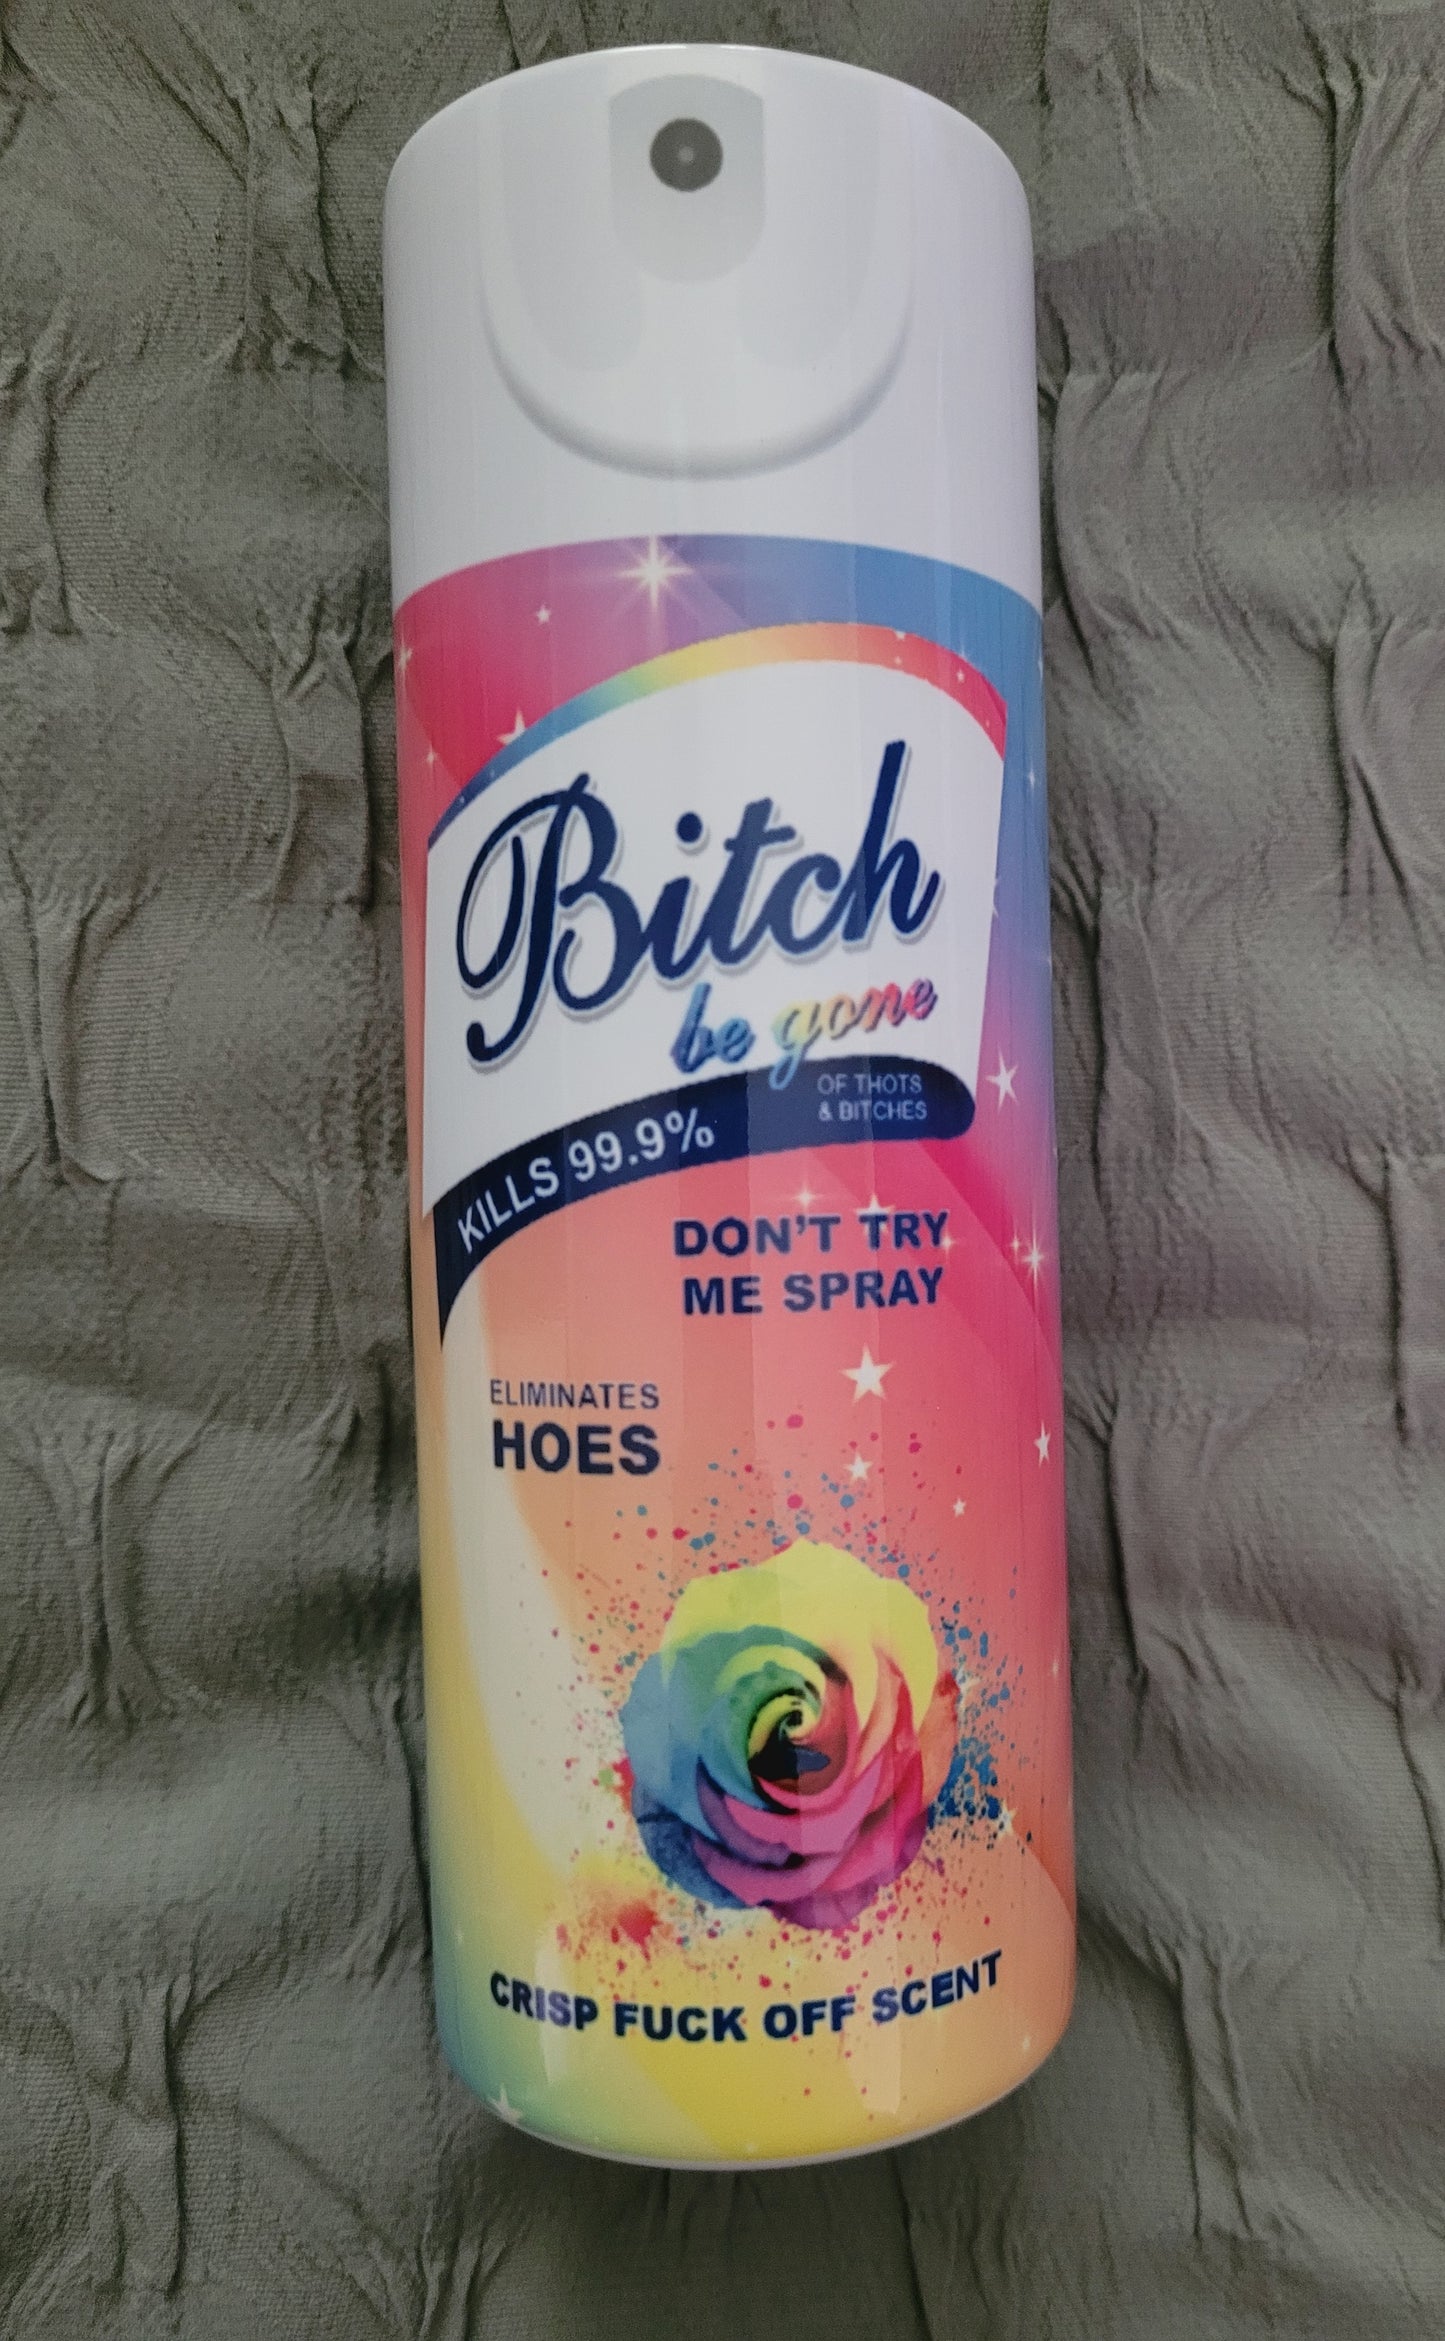 Bitch
be gone
KILLS 99.9%
OF THOTS
& BITCHES
DON'T TRY
ME SPRAY
ELIMINATES
HOES
CRISP FUCK OFF SCENT